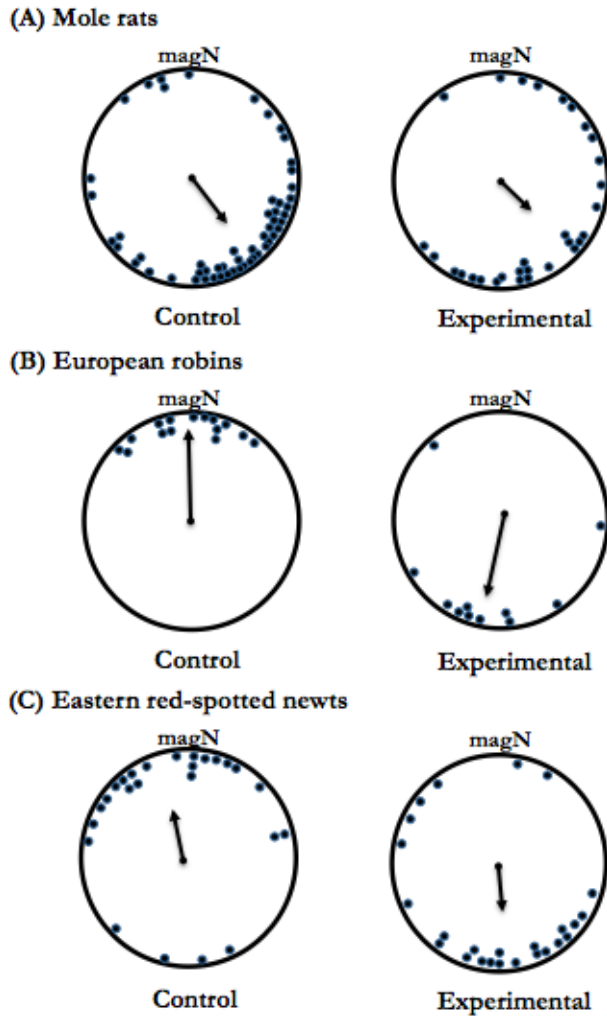 (A) Mole rats
magN magN
Control Experimental
(B) European robins
magN magN
Control Experimental
(C) Eastern red-spotted newts
magN magN
Control Experimental